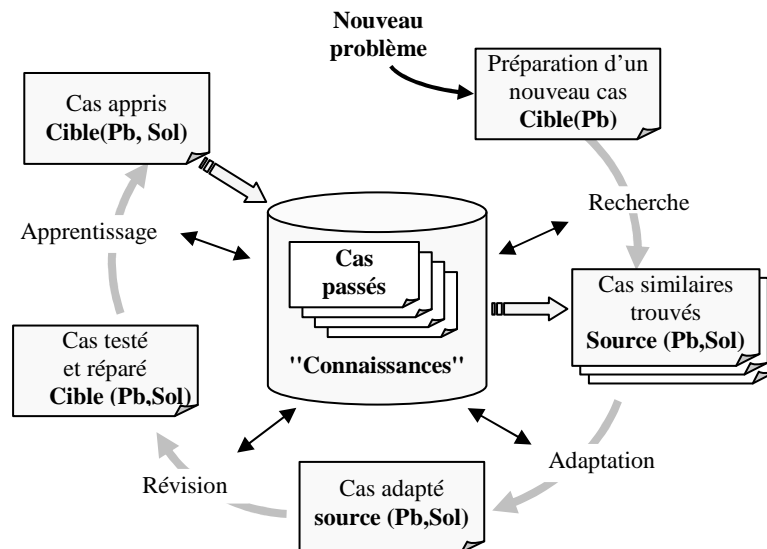 Nouveau
problème
Préparation d'un
nouveau cas
Cible(Pb)
Cas appris
Cible(Pb, Sol)
Recherche
Apprentissage
Cas
passés
"Connaissances"
Cas similaires
trouvés
Source (Pb,Sol)
Cas testé
et réparé
Cible (Pb,Sol)
Adaptation
Révision
Cas adapté
source (Pb,Sol)